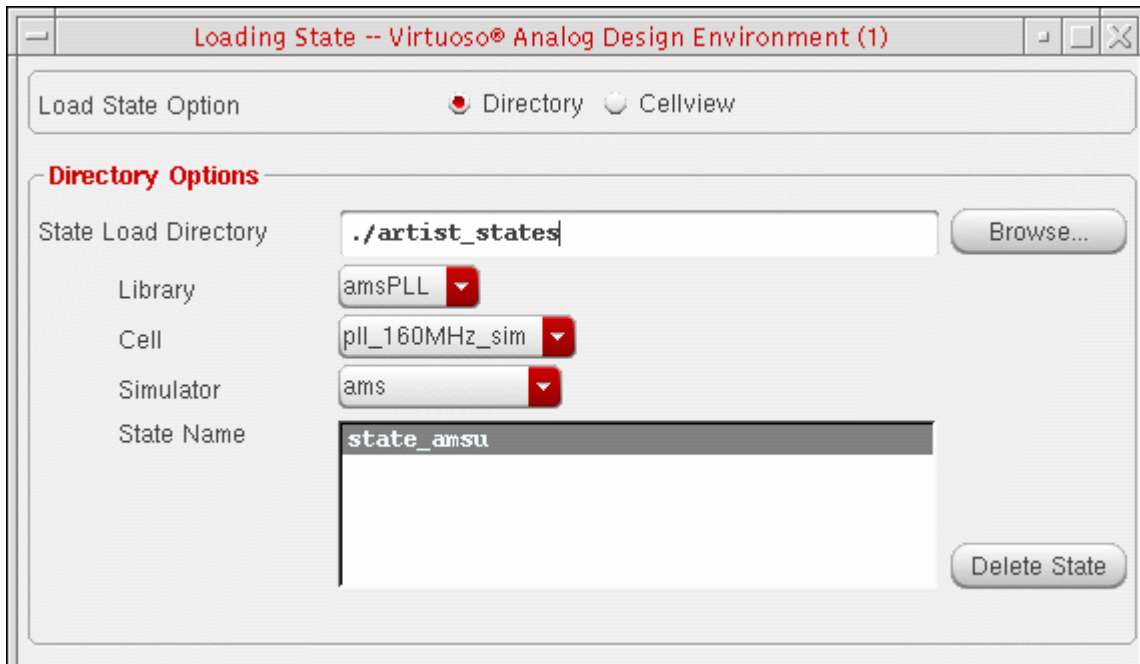 Loading State -- Virtuoso® Analog Design Environment (1)
Load State Option Directory Cellview
Directory Options
State Load Directory ./artist_states Browse...
Library amsPLL
Cell pll_160MHz_sim
Simulator ams
State Name state_amsu
Delete State